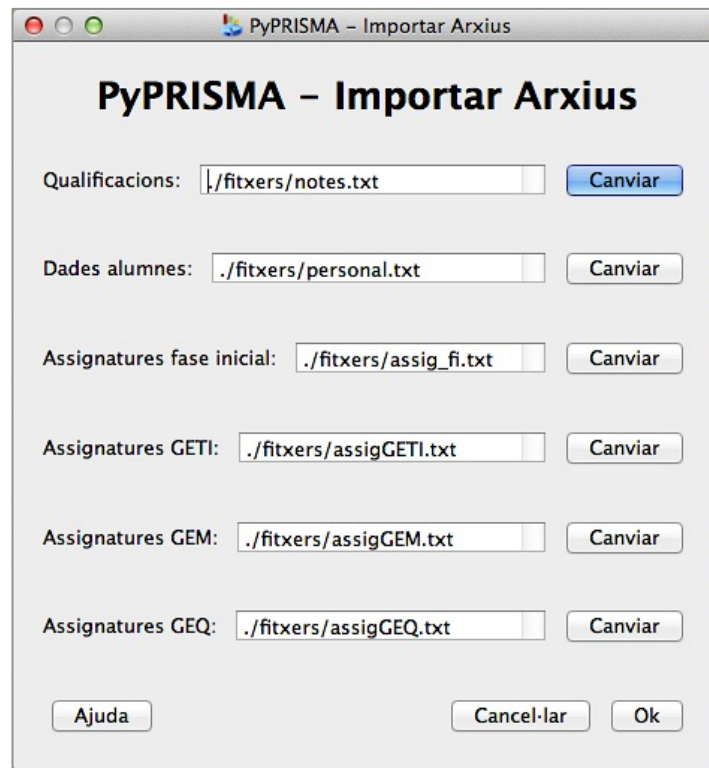 PyPRISMA – Importar Arxius
PyPRISMA – Importar Arxius
Qualificacions: ./fitxers/notes.txt Canviar
Dades alumnes: ./fitxers/personal.txt Canviar
Assignatures fase inicial: ./fitxers/assig_fi.txt Canviar
Assignatures GETI: ./fitxers/assigGETI.txt Canviar
Assignatures GEM: ./fitxers/assigGEM.txt Canviar
Assignatures GEQ: ./fitxers/assigGEQ.txt Canviar
Ajuda Cancel·lar Ok